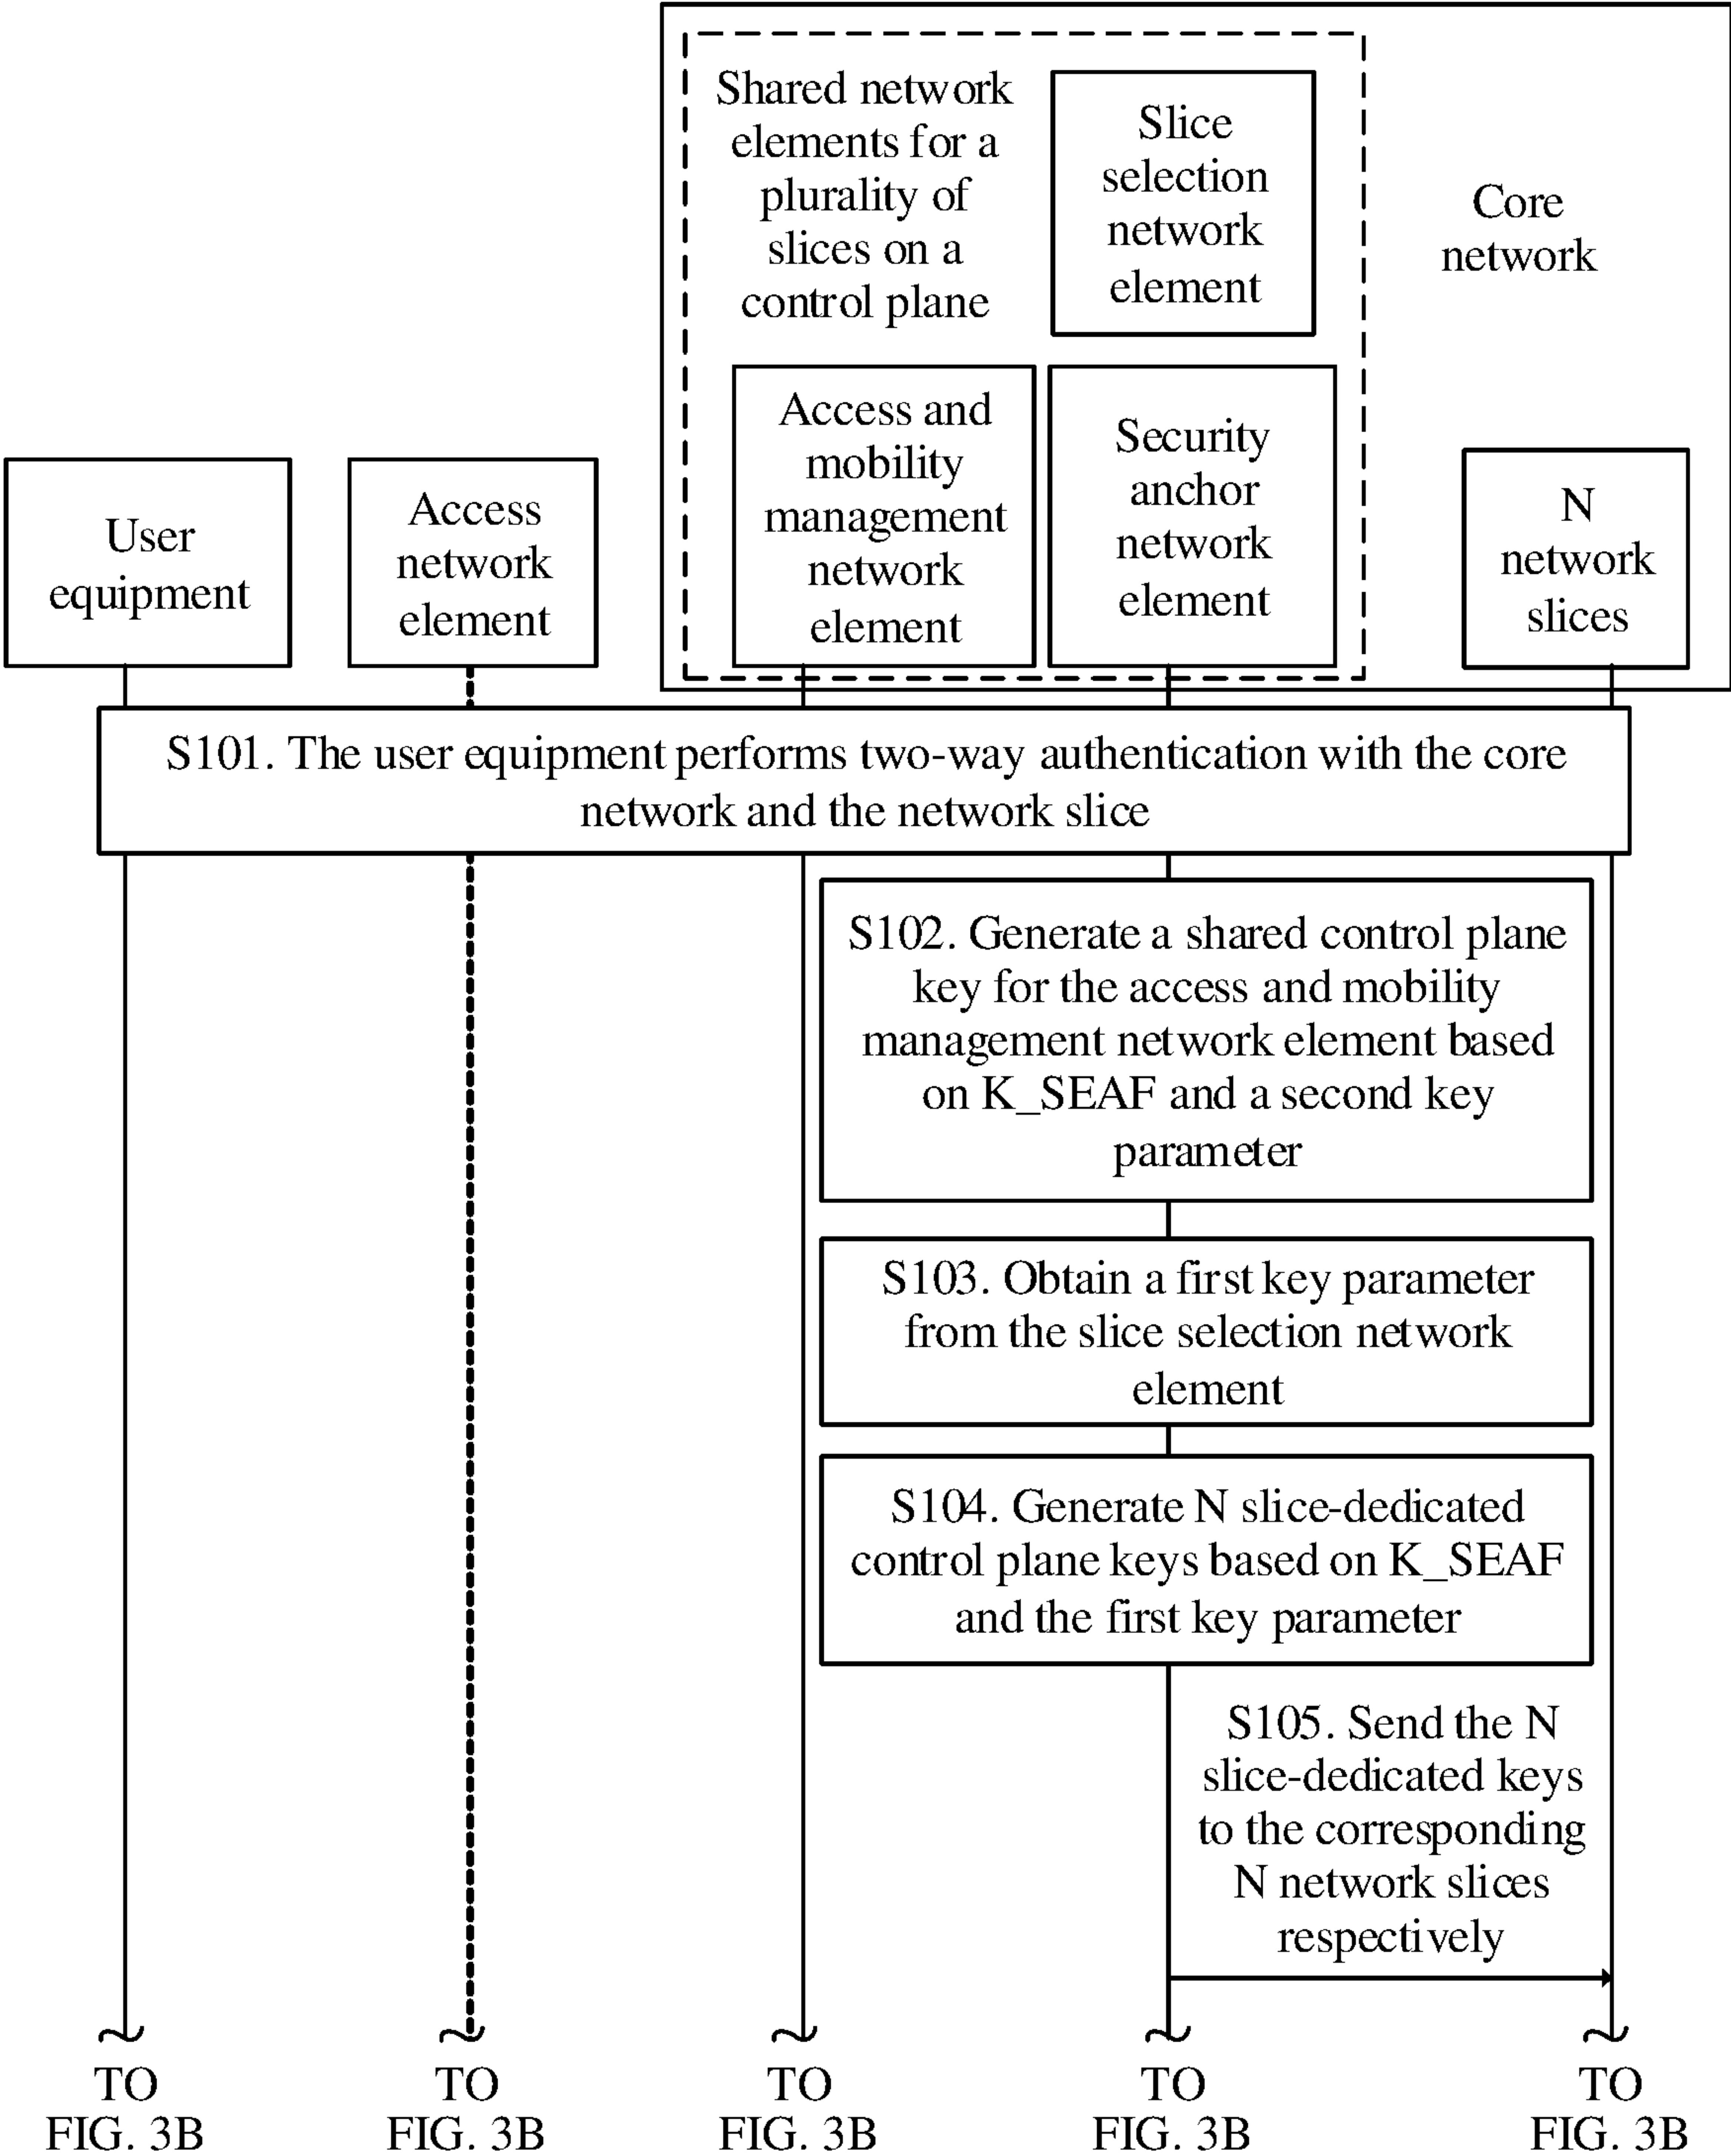 Shared network
elements for a
plurality of
slices on a
control plane
Slice
selection
network
element
Core
network
User
equipment
Access
network
element
Access and
mobility
management
network
element
Security
anchor
network
element
N
network
slices
S101. The user equipment performs two-way authentication with the core
network and the network slice
S102. Generate a shared control plane
key for the access and mobility
management network element based
on K_SEAF and a second key
parameter
S103. Obtain a first key parameter
from the slice selection network
element
S104. Generate N slice-dedicated
control plane keys based on K_SEAF
and the first key parameter
S105. Send the N
slice-dedicated keys
to the corresponding
N network slices
respectively
TO
FIG. 3B
TO
FIG. 3B
TO
FIG. 3B
TO
FIG. 3B
TO
FIG. 3B